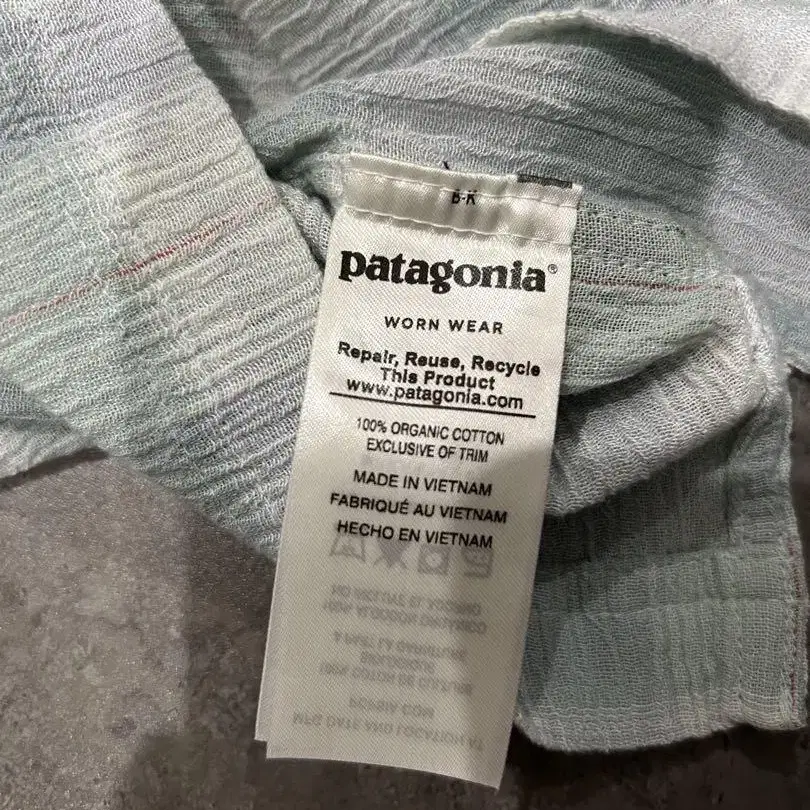 B-K
patagonia®
WORN WEAR
Repair, Reuse, Recycle
This Product
www.patagonia.com
100% ORGANIC COTTON
EXCLUSIVE OF TRIM
MADE IN VIETNAM
FABRIQUÉ AU VIETNAM
HECHO EN VIETNAM